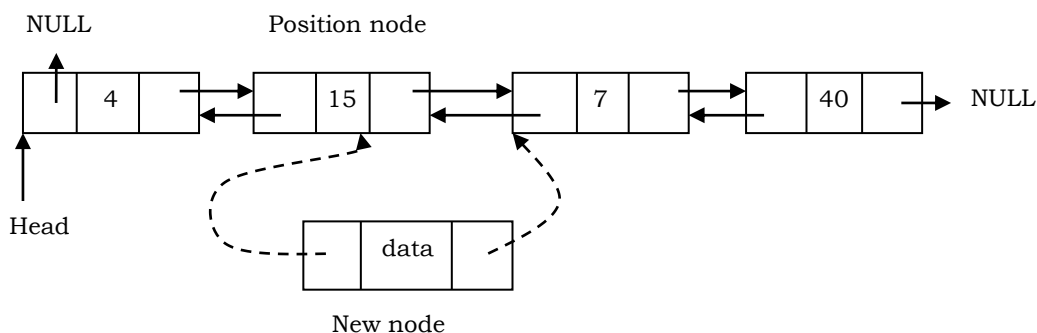 NULL Position node
4 15 7 40 NULL
Head
data
New node